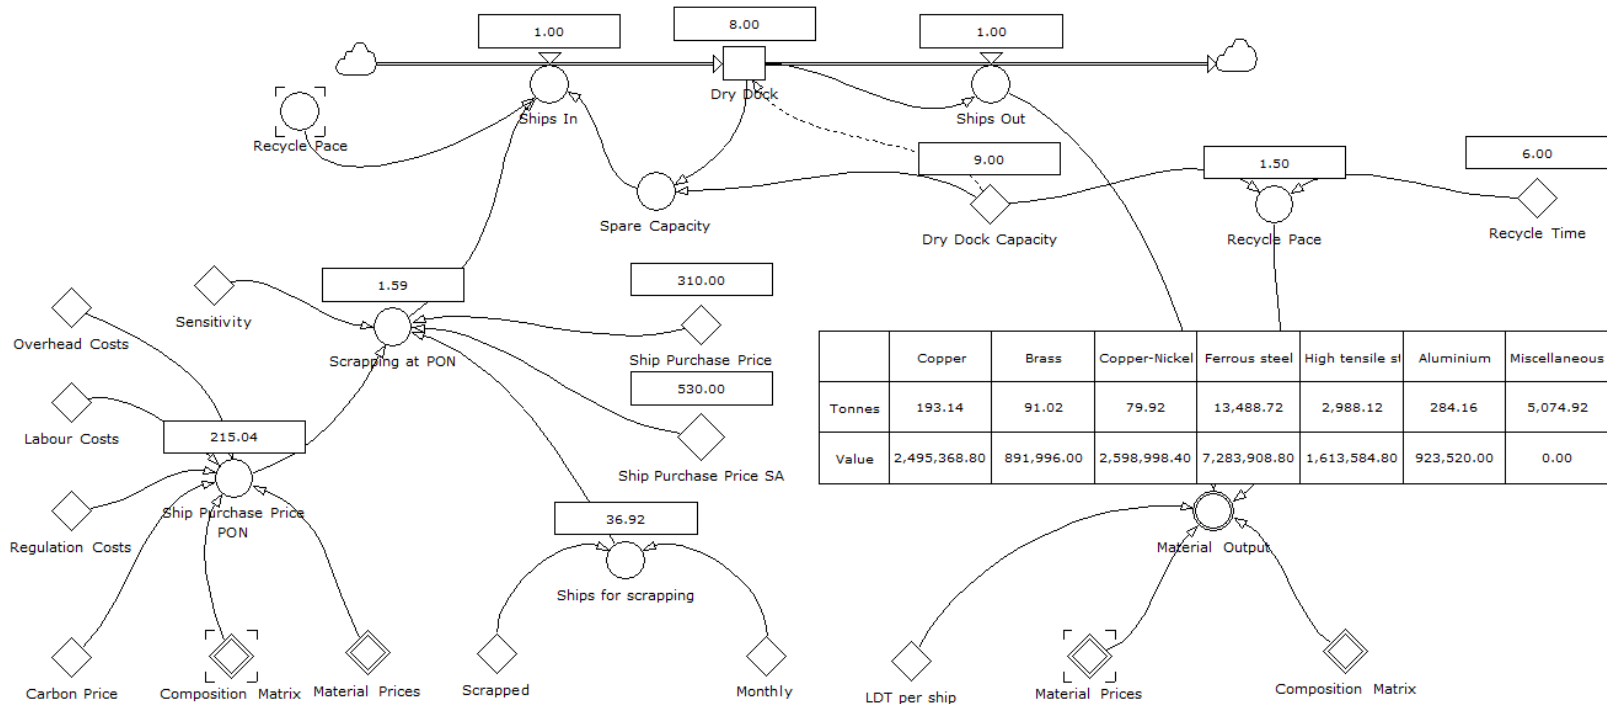 1.00
8.00
1.00
Dry Dock
Ships In
Ships Out
Recycle Pace
9.00
1.50
6.00
Spare Capacity
Dry Dock Capacity
Recycle Pace
Recycle Time
1.59
310.00
Sensitivity
Overhead Costs
Scrapping at PON
Ship Purchase Price
530.00
Labour Costs
215.04
Ship Purchase Price SA
Copper Brass Copper-Nickel Ferrous steel High tensile st Aluminium Miscellaneous
Tonnes 193.14 91.02 79.92 13,488.72 2,988.12 284.16 5,074.92
Value 2,495,368.80 891,996.00 2,598,998.40 7,283,908.80 1,613,584.80 923,520.00 0.00
Ship Purchase Price
PON
Regulation Costs
36.92
Material Output
Ships for scrapping
Carbon Price
Composition Matrix
Material Prices
Scrapped
Monthly
LDT per ship
Material Prices
Composition Matrix